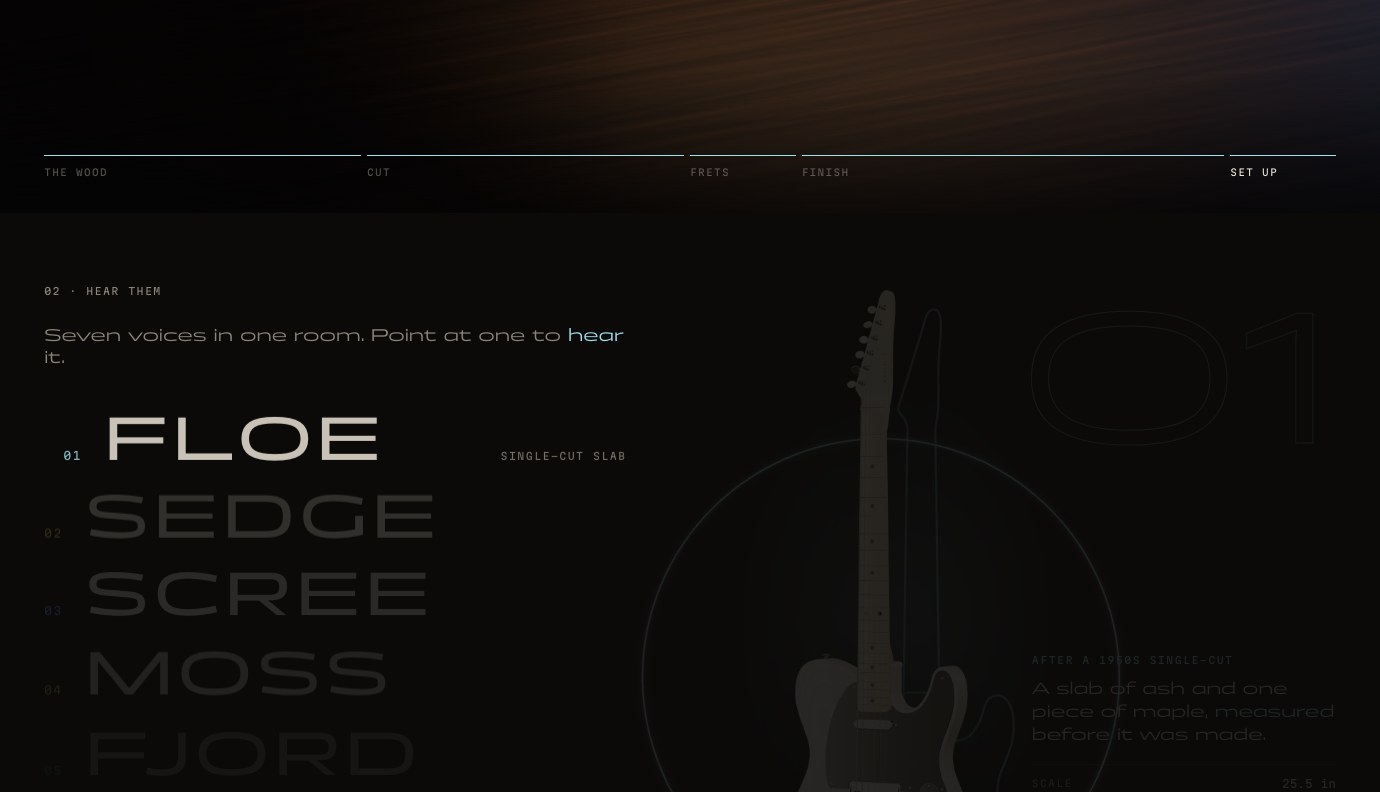 THE WOOD
CUT
FRETS
FINISH
SET UP
02 · HEAR THEM
Seven voices in one room. Point at one to hear
it.
01 FLOE SINGLE-CUT SLAB
02 SEDGE
03 SCREE
04 MOSS
05 FJORD
01
AFTER A 1950S SINGLE-CUT
A slab of ash and one
piece of maple, measured
before it was made.
SCALE 25.5 in